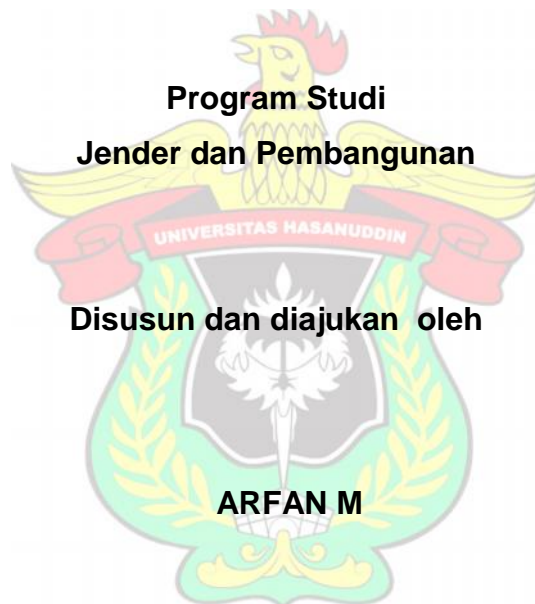 Program Studi
Jender dan Pembangunan
UNIVERSITAS HASANUDDIN
Disusun dan diajukan oleh
ARFAN M